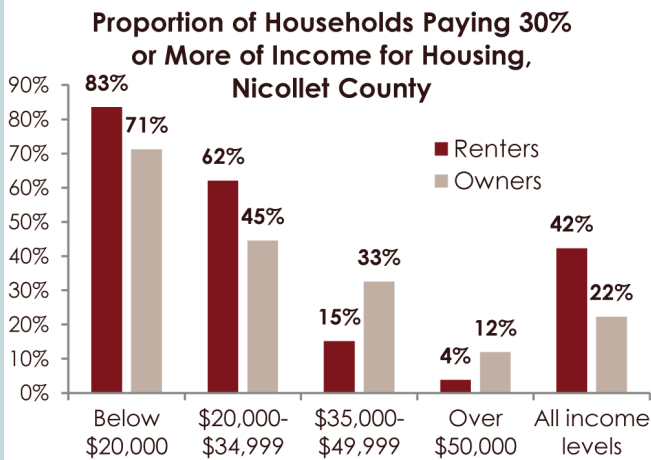 Proportion of Households Paying 30%
or More of Income for Housing,
Nicollet County
90%
80%
70%
60%
50%
40%
30%
20%
10%
0%
83%
71%
62%
45%
15%
33%
4%
12%
42%
22%
Renters
Owners
Below
$20,000
$20,000-
$34,999
$35,000-
$49,999
Over
$50,000
All income
levels